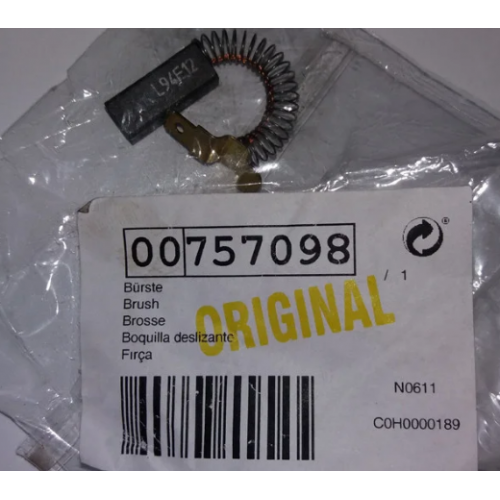 L94E12
00757098
/ 1
Bürste
Brush
Brosse
Boquilla deslizante
Fırça
ORIGINAL
N0611
C0H0000189